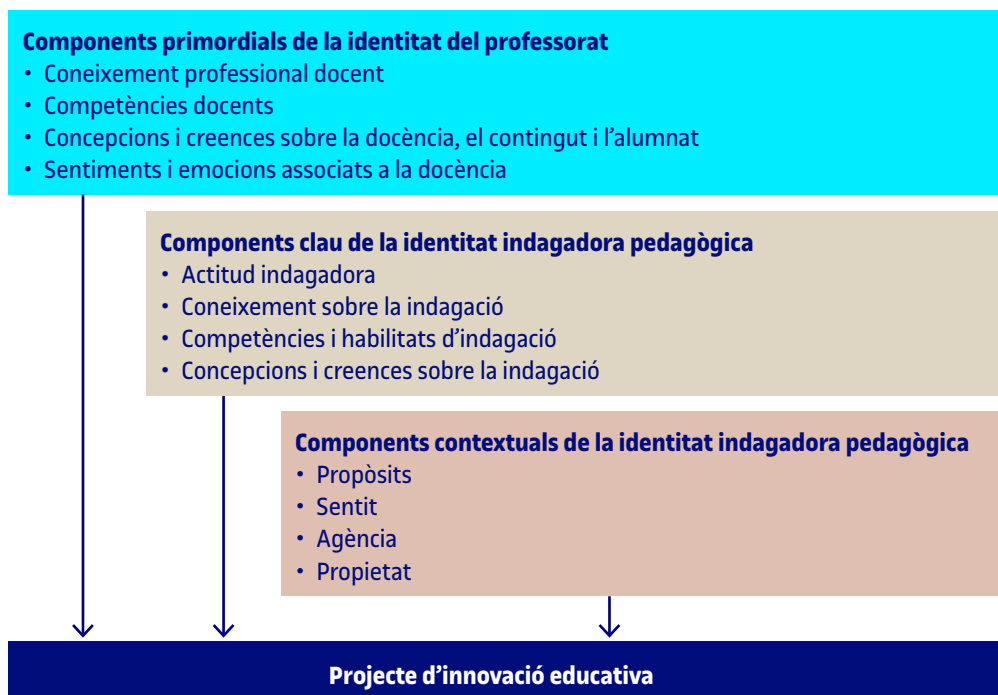 Components primordials de la identitat del professorat
• Coneixement professional docent
• Competències docents
• Concepcions i creences sobre la docència, el contingut i l'alumnat
• Sentiments i emocions associats a la docència
Components clau de la identitat indagadora pedagògica
• Actitud indagadora
• Coneixement sobre la indagació
• Competències i habilitats d'indagació
• Concepcions i creences sobre la indagació
Components contextuals de la identitat indagadora pedagògica
• Propòsits
• Sentit
• Agència
• Propietat
Projecte d'innovació educativa